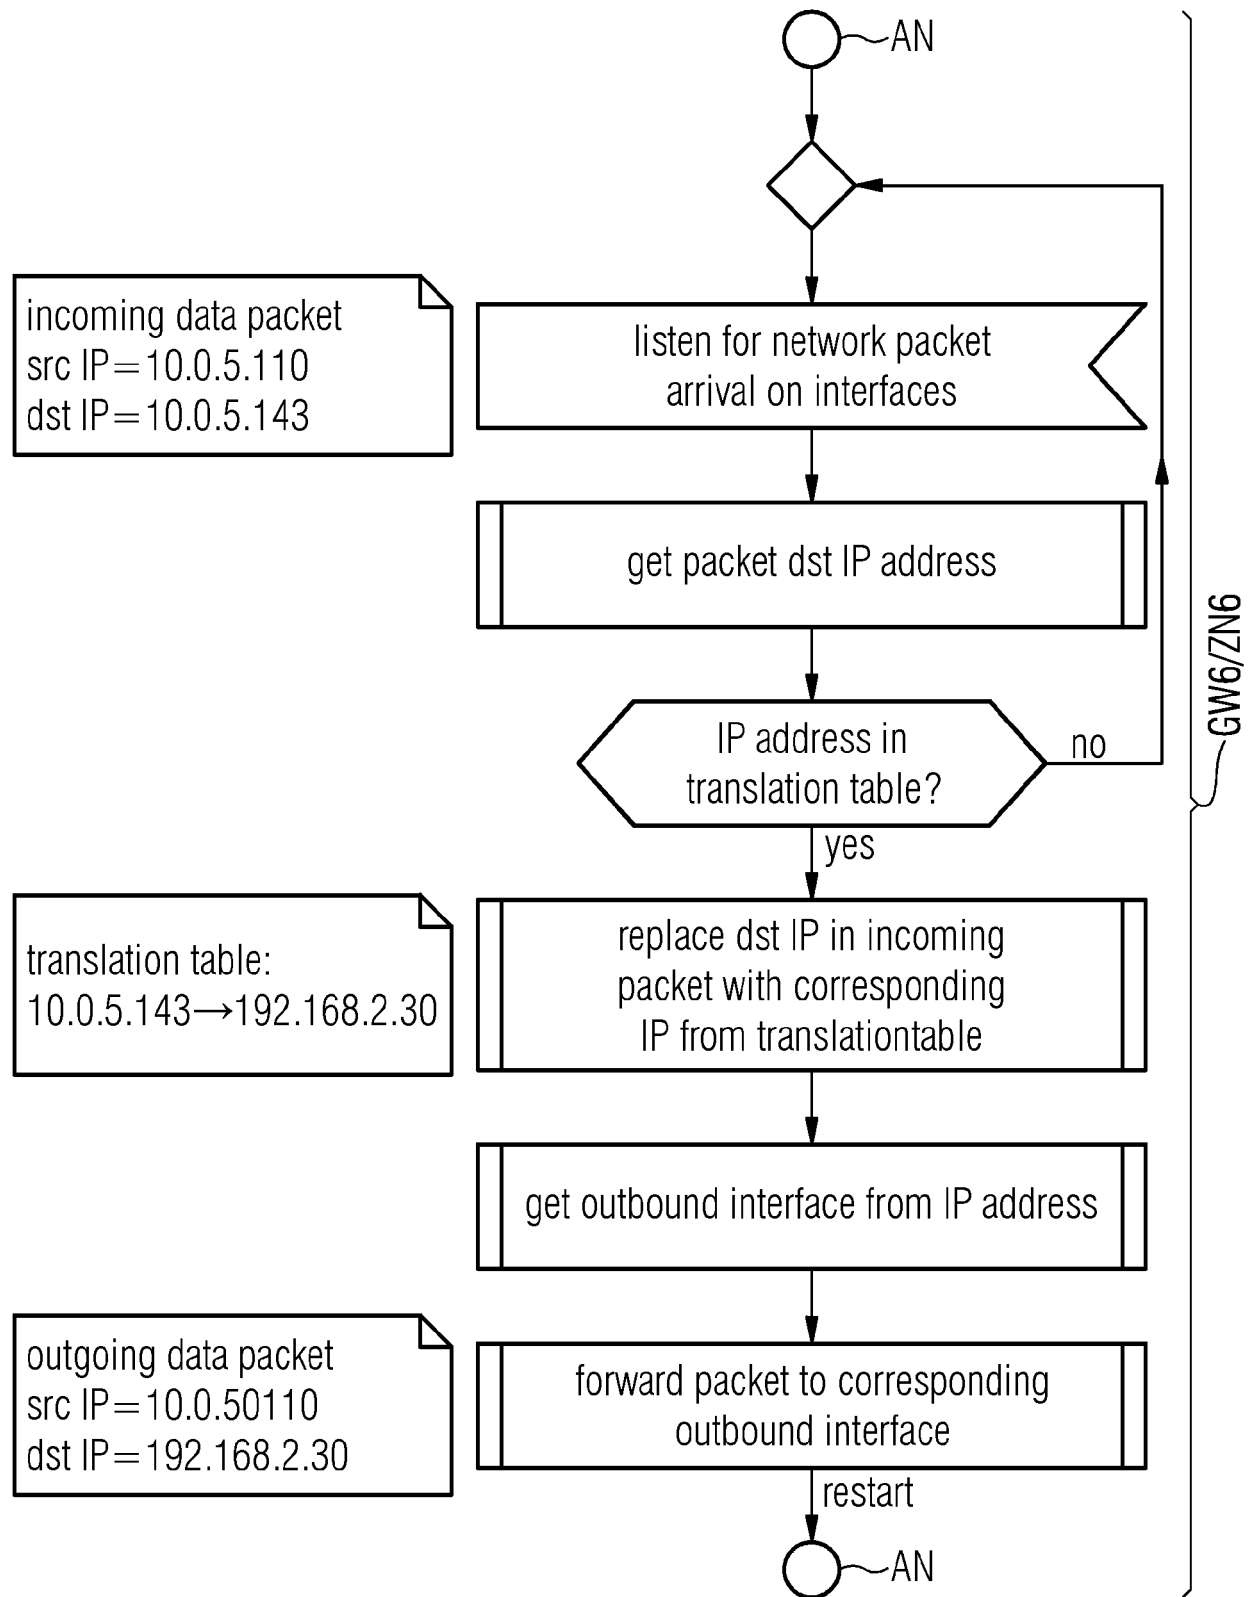 AN
incoming data packet
src IP=10.0.5.110
dst IP=10.0.5.143
listen for network packet
arrival on interfaces
get packet dst IP address
IP address in
translation table?
no
yes
GW6/ZN6
translation table:
10.0.5.143→192.168.2.30
replace dst IP in incoming
packet with corresponding
IP from translationtable
get outbound interface from IP address
outgoing data packet
src IP=10.0.50110
dst IP=192.168.2.30
forward packet to corresponding
outbound interface
restart
AN